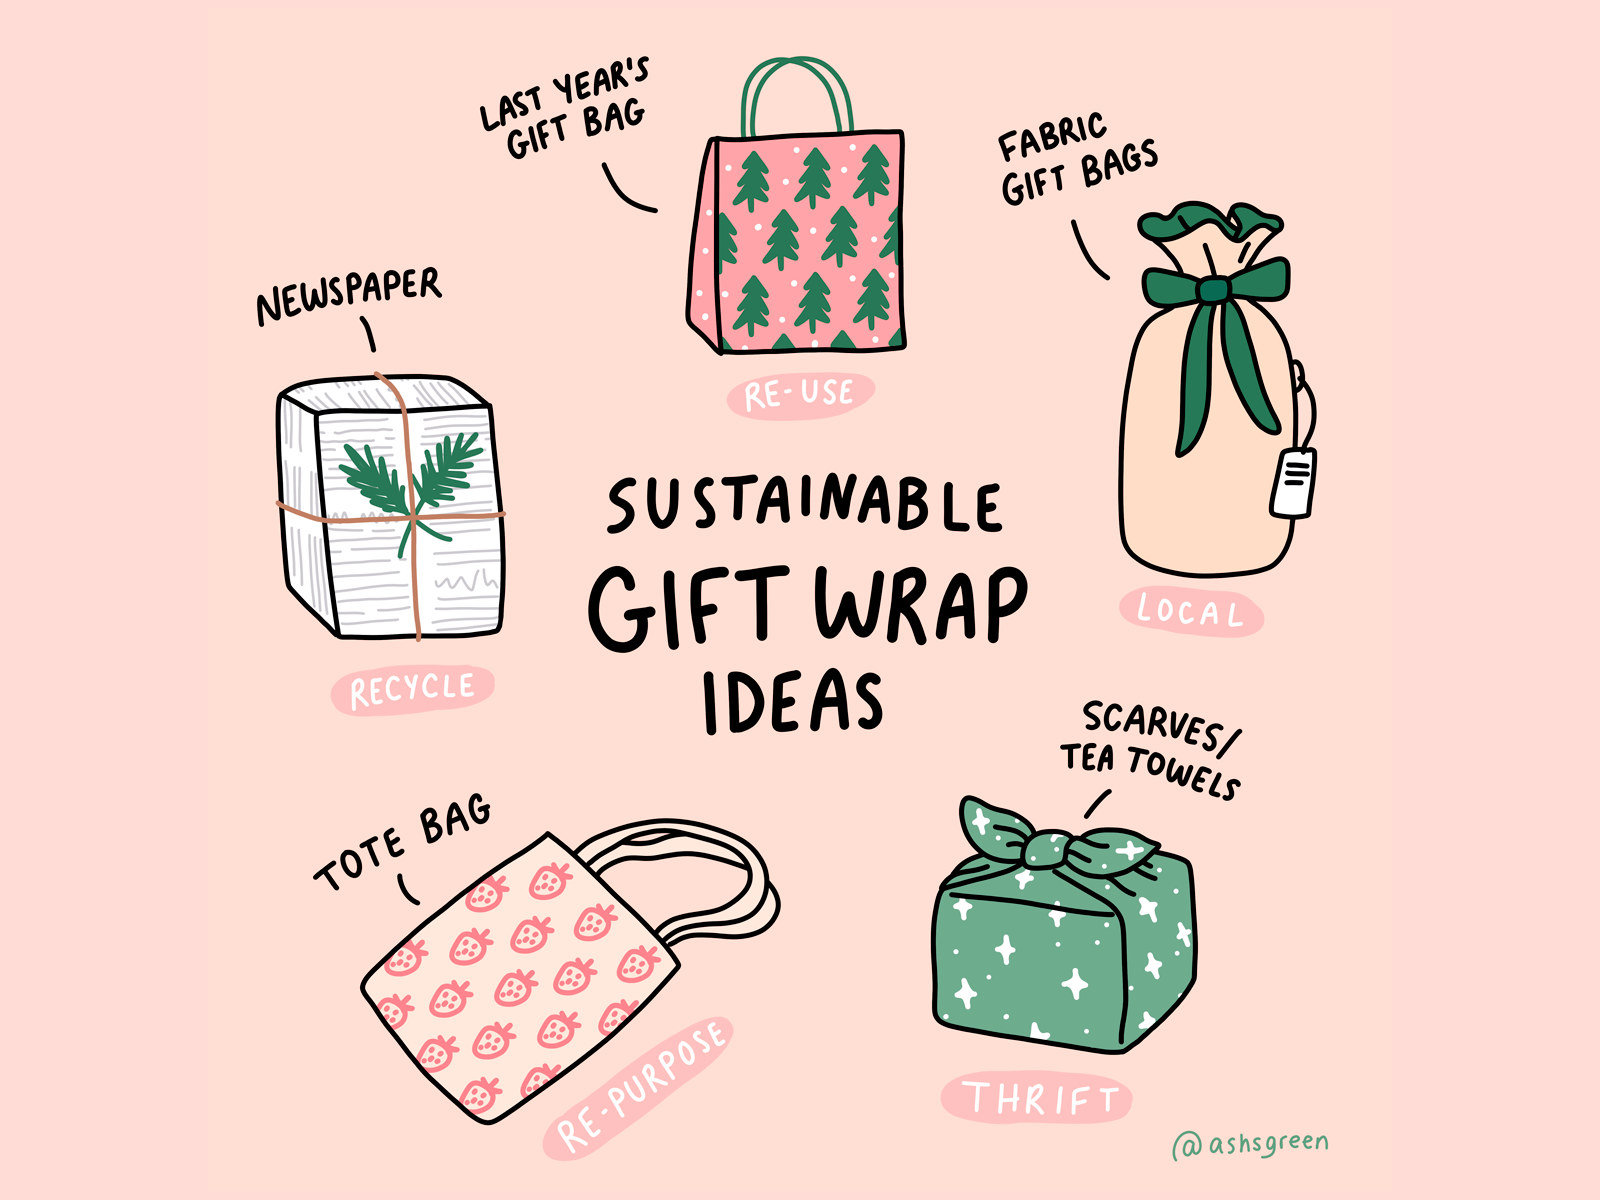 LAST YEAR'S
GIFT BAG
RE-USE
FABRIC
GIFT BAGS
LOCAL
NEWSPAPER
RECYCLE
SUSTAINABLE
GIFT WRAP
IDEAS
TOTE BAG
RE-PURPOSE
SCARVES/
TEA TOWELS
THRIFT
@ashsgreen